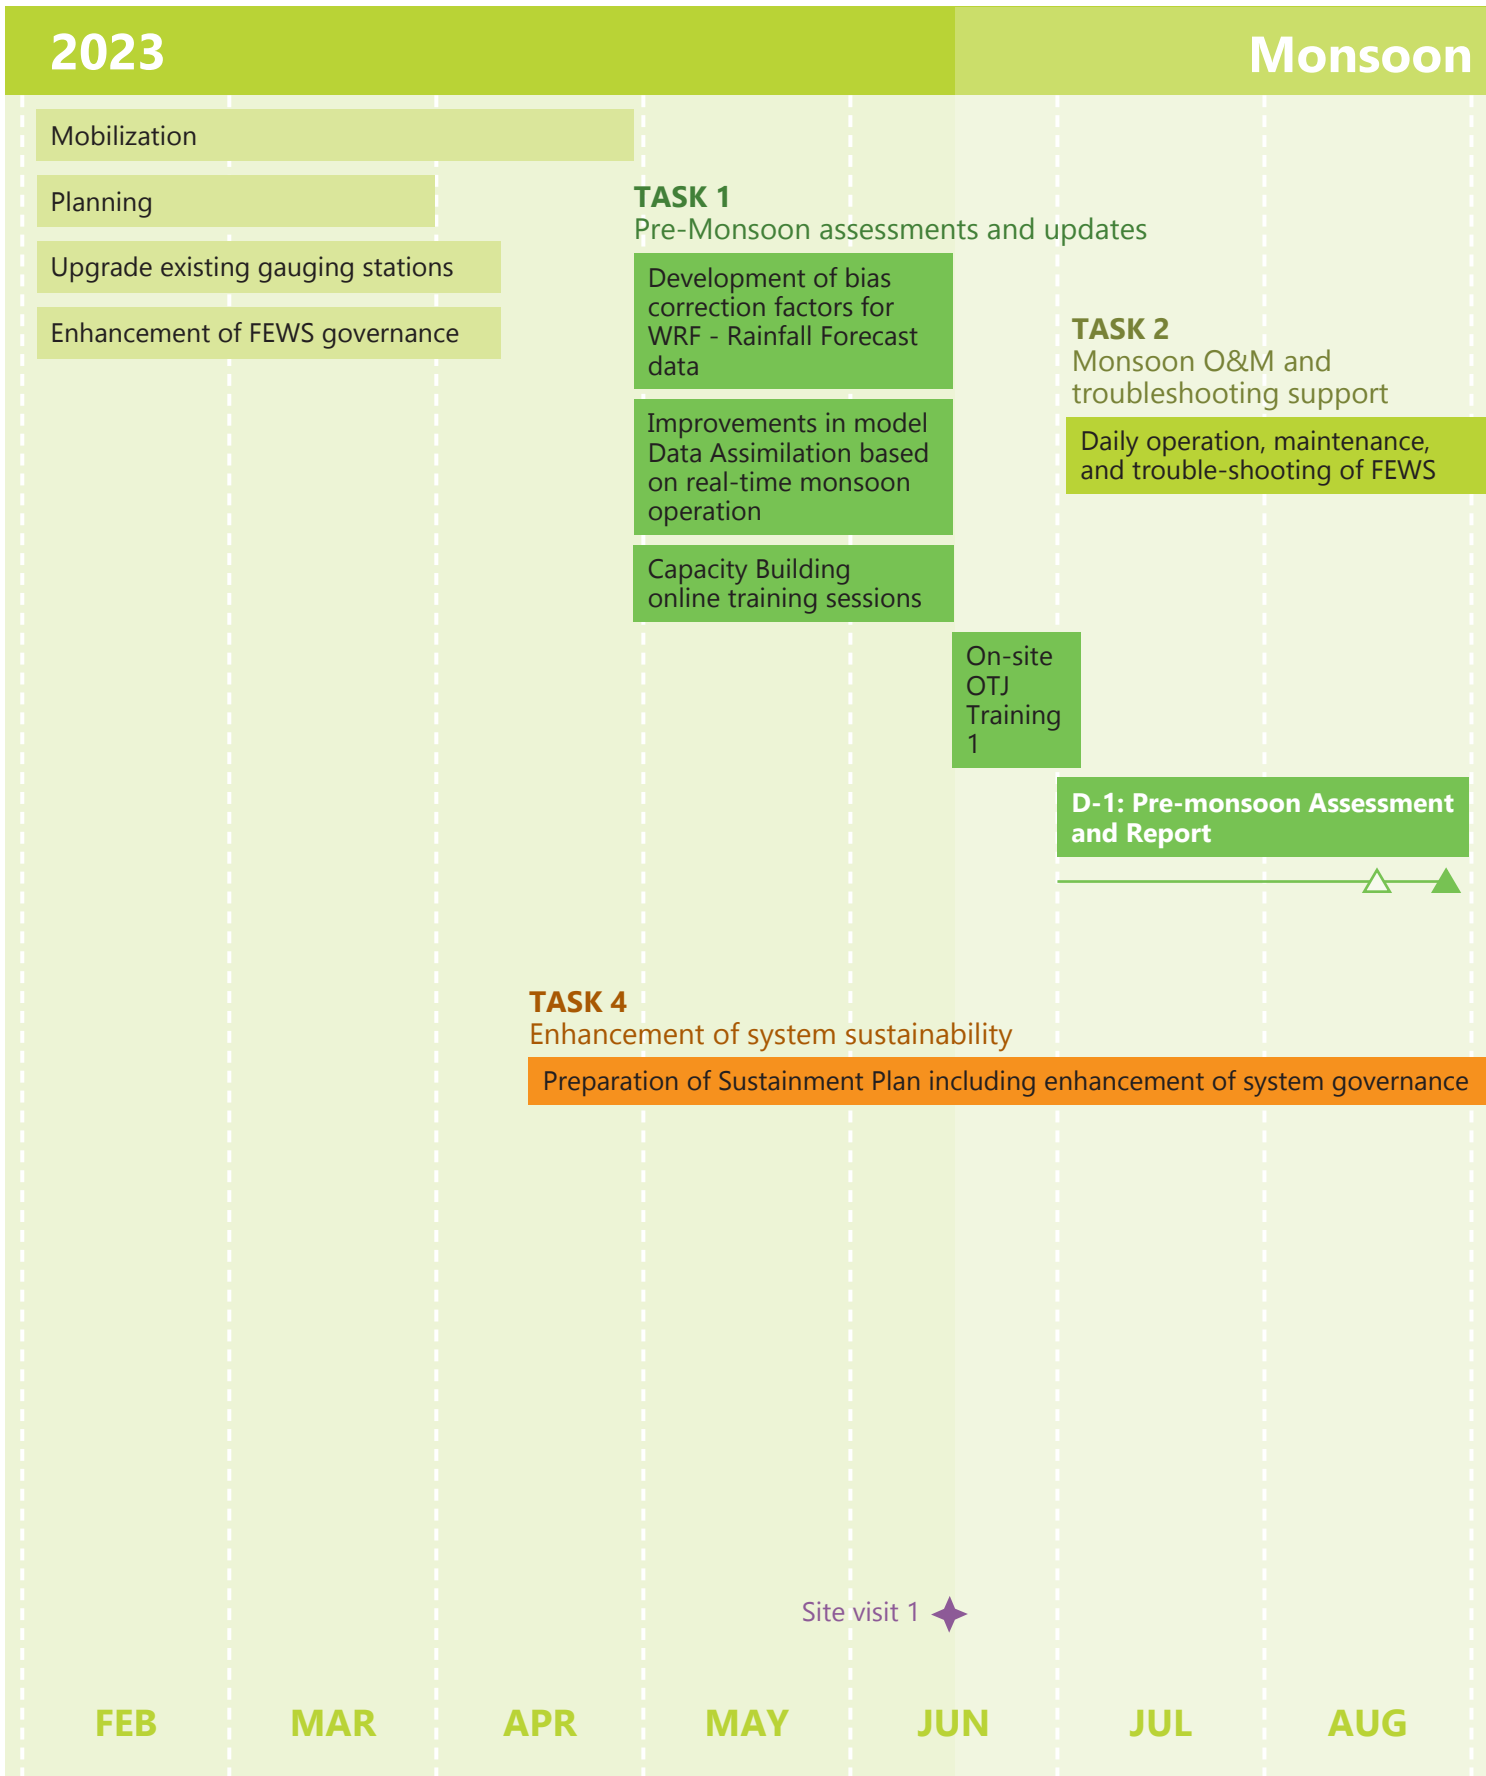 2023
Monsoon
Mobilization
Planning
Upgrade existing gauging stations
Enhancement of FEWS governance
TASK 1
Pre-Monsoon assessments and updates
Development of bias
correction factors for
WRF - Rainfall Forecast
data
Improvements in model
Data Assimilation based
on real-time monsoon
operation
Capacity Building
online training sessions
On-site
OTJ
Training
1
TASK 2
Monsoon O&M and
troubleshooting support
Daily operation, maintenance,
and trouble-shooting of FEWS
D-1: Pre-monsoon Assessment
and Report
TASK 4
Enhancement of system sustainability
Preparation of Sustainment Plan including enhancement of system governance
Site visit 1
FEB
MAR
APR
MAY
JUN
JUL
AUG